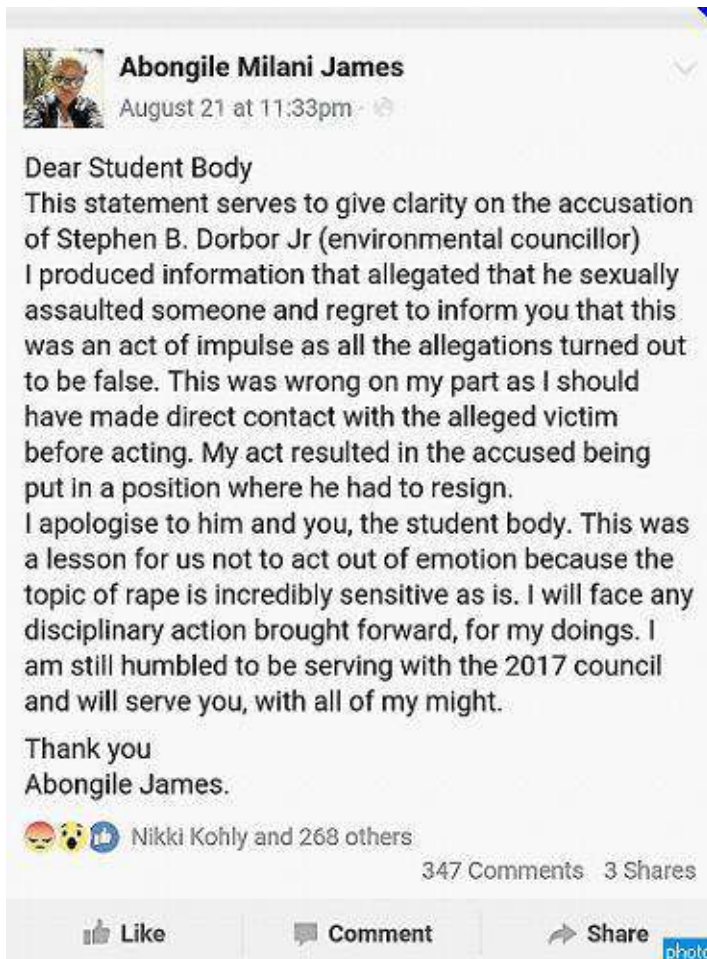 Abongile Milani James
August 21 at 11:33pm
Dear Student Body
This statement serves to give clarity on the accusation
of Stephen B. Dorbor Jr (environmental councillor)
I produced information that allegated that he sexually
assaulted someone and regret to inform you that this
was an act of impulse as all the allegations turned out
to be false. This was wrong on my part as I should
have made direct contact with the alleged victim
before acting. My act resulted in the accused being
put in a position where he had to resign.
I apologise to him and you, the student body. This was
a lesson for us not to act out of emotion because the
topic of rape is incredibly sensitive as is. I will face any
disciplinary action brought forward, for my doings. I
am still humbled to be serving with the 2017 council
and will serve you, with all of my might.
Thank you
Abongile James.
Nikki Kohly and 268 others
347 Comments 3 Shares
Like Comment Share
photo